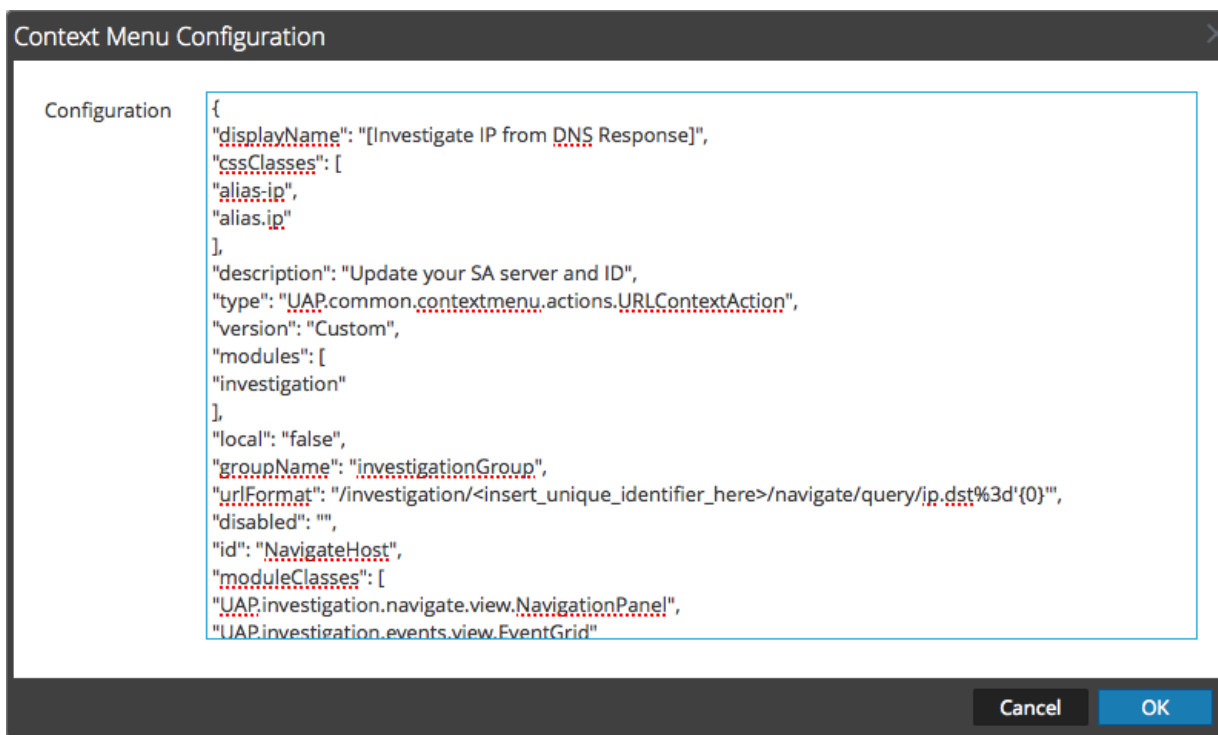 Context Menu Configuration
Configuration
{
"displayName": "[Investigate IP from DNS Response]",
"cssClasses": [
"alias-ip",
"alias.ip"
],
"description": "Update your SA server and ID",
"type": "UAP.common.contextmenu.actions.URLContextAction",
"version": "Custom",
"modules": [
"investigation"
],
"local": "false",
"groupName": "investigationGroup",
"urlFormat": "/investigation/<insert_unique_identifier_here>/navigate/query/ip.dst%3d'{0}'",
"disabled": "",
"id": "NavigateHost",
"moduleClasses": [
"UAP.investigation.navigate.view.NavigationPanel",
"UAP.investigation.events.view.EventGrid"
Cancel OK